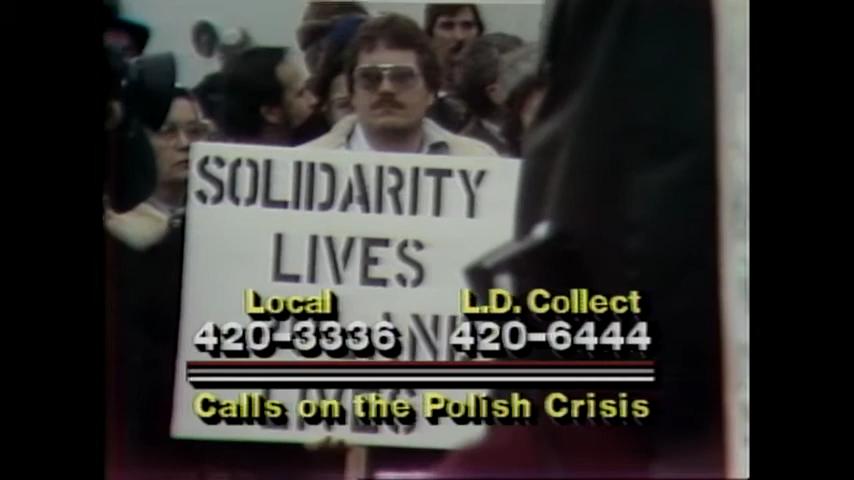 SOLIDARITY
LIVES
Local
L.D. Collect
420-3336
420-6444
Calls on the Polish Crisis